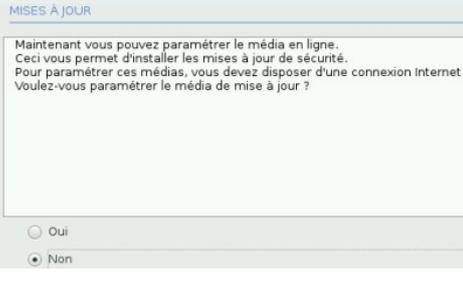 MISES À JOUR
Maintenant vous pouvez paramétrer le média en ligne.
Ceci vous permet d'installer les mises à jour de sécurité.
Pour paramétrer ces médias, vous devez disposer d'une connexion Internet
Voulez-vous paramétrer le média de mise à jour ?
Oui
Non